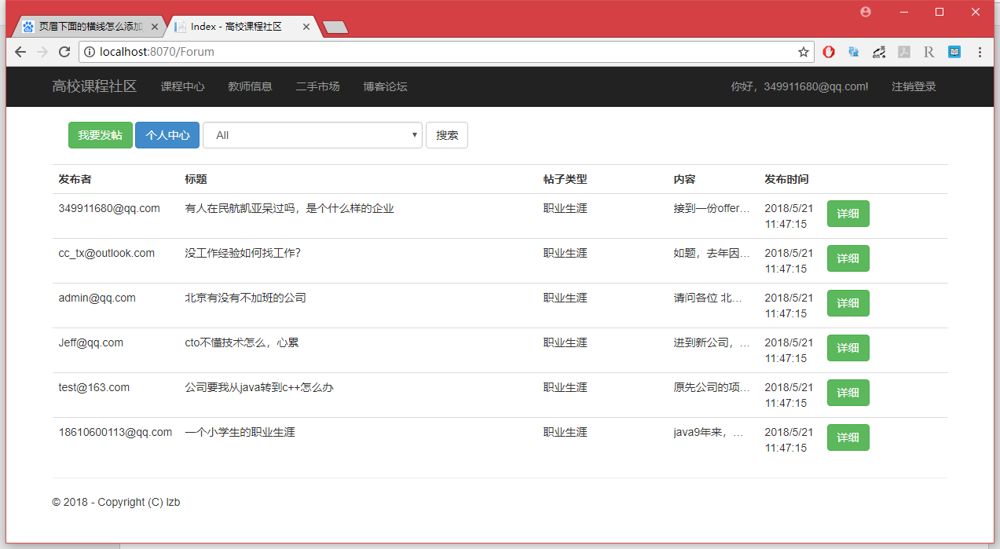 页眉下面的横线怎么添加
Index - 高校课程社区
localhost:8070/Forum
高校课程社区 课程中心 教师信息 二手市场 博客论坛 你好，349911680@qq.com! 注销登录
我要发帖 个人中心 All 搜索
发布者 标题 帖子类型 内容 发布时间
349911680@qq.com 有人在民航凯亚呆过吗，是个什么样的企业 职业生涯 接到一份offer... 2018/5/21 详细
11:47:15
cc_tx@outlook.com 没工作经验如何找工作? 职业生涯 如题，去年因... 2018/5/21 详细
11:47:15
admin@qq.com 北京有没有不加班的公司 职业生涯 请问各位 北... 2018/5/21 详细
11:47:15
Jeff@qq.com cto不懂技术怎么，心累 职业生涯 进到新公司，... 2018/5/21 详细
11:47:15
test@163.com 公司要我从java转到c++怎么办 职业生涯 原先公司的项... 2018/5/21 详细
11:47:15
18610600113@qq.com 一个小学生的职业生涯 职业生涯 java9年来，... 2018/5/21 详细
11:47:15
© 2018 - Copyright (C) lzb